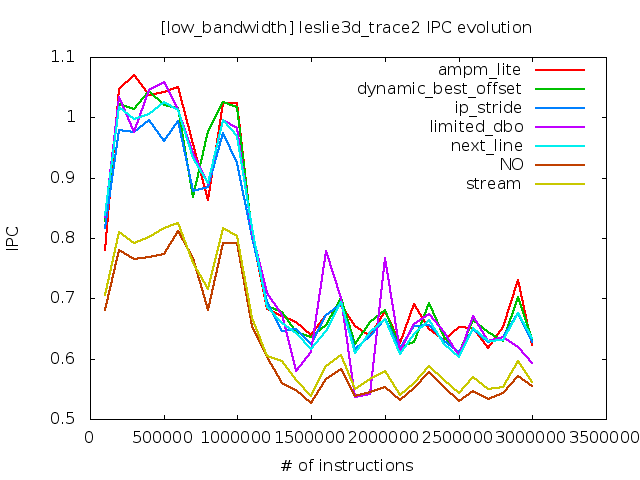 [low_bandwidth] leslie3d_trace2 IPC evolution
1.1
1
0.9
0.8
0.7
0.6
0.5
IPC
ampm_lite
dynamic_best_offset
ip_stride
limited_dbo
next_line
NO
stream
0 500000 1000000 1500000 2000000 2500000 3000000 3500000
# of instructions